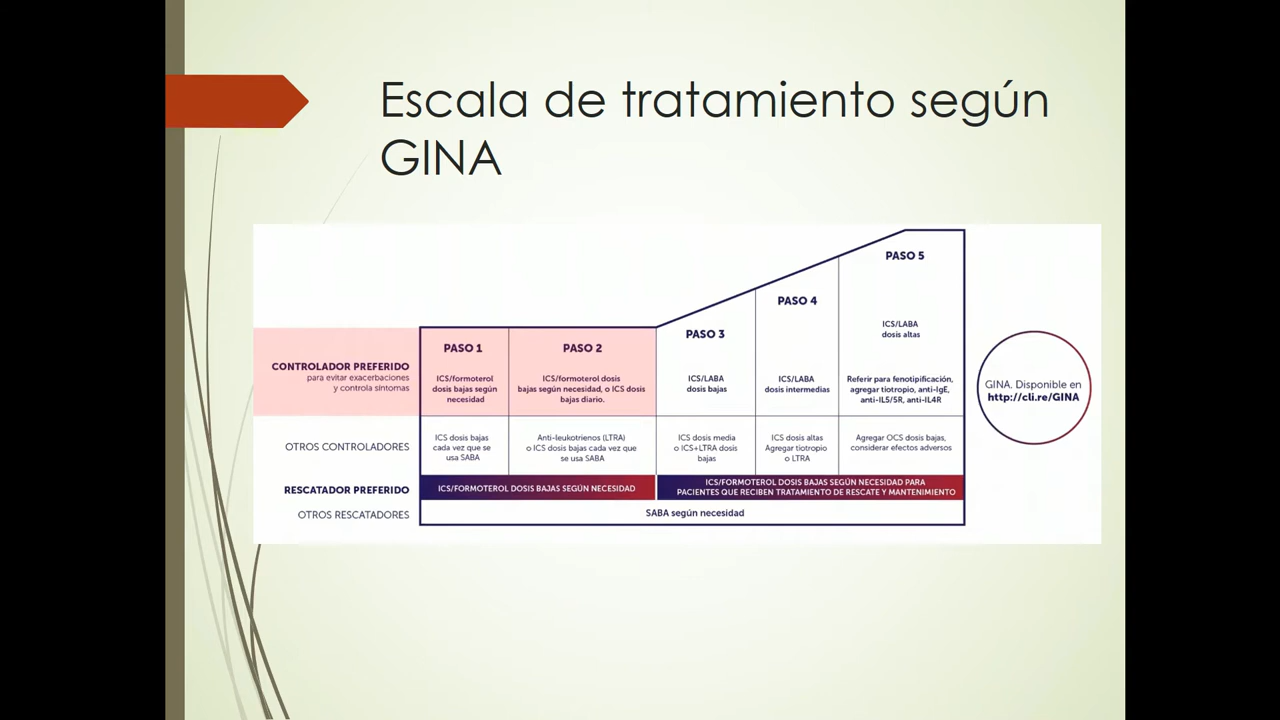 Escala de tratamiento según
GINA
PASO 5
PASO 4
ICS/LABA
dosis altas
PASO 3
PASO 1
PASO 2
CONTROLADOR PREFERIDO
para evitar exacerbaciones
y controla síntomas
ICS/formoterol
dosis bajas según
necesidad
ICS/formoterol dosis
bajas según necesidad, o ICS dosis
bajas diario.
ICS/LABA
dosis bajas
ICS/LABA
dosis intermedias
Referir para fenotipificación,
agregar tiotropio, anti-IgE,
anti-IL5/5R, anti-IL4R
GINA. Disponible en
http://cli.re/GINA
OTROS CONTROLADORES
ICS dosis bajas
cada vez que se
usa SABA
Anti-leukotrienos (LTRA)
o ICS dosis bajas cada vez que
se usa SABA
ICS dosis media
o ICS+LTRA dosis
bajas
ICS dosis altas
Agregar tiotropio
o LTRA
Agregar OCS dosis bajas,
considerar efectos adversos
RESCATADOR PREFERIDO
ICS/FORMOTEROL DOSIS BAJAS SEGÚN NECESIDAD
ICS/FORMOTEROL DOSIS BAJAS SEGÚN NECESIDAD PARA
PACIENTES QUE RECIBEN TRATAMIENTO DE RESCATE Y MANTENIMIENTO
OTROS RESCATADORES
SABA según necesidad